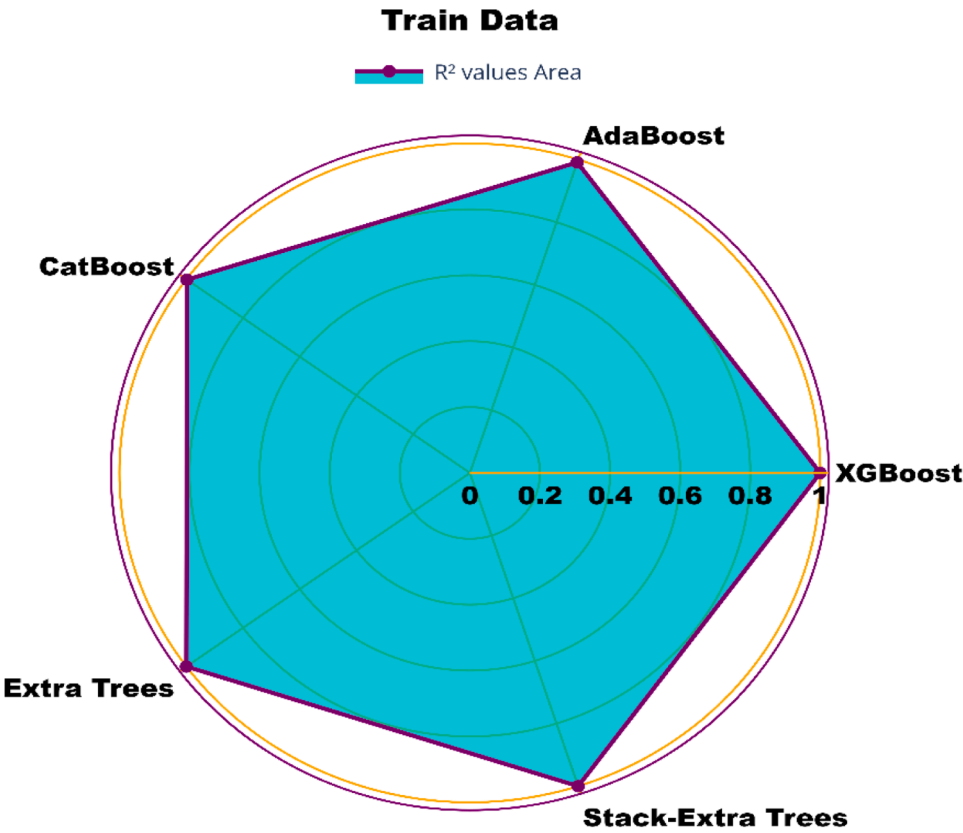 Train Data
R² values Area
AdaBoost
CatBoost
XGBoost
0 0.2 0.4 0.6 0.8 1
Extra Trees
Stack-Extra Trees